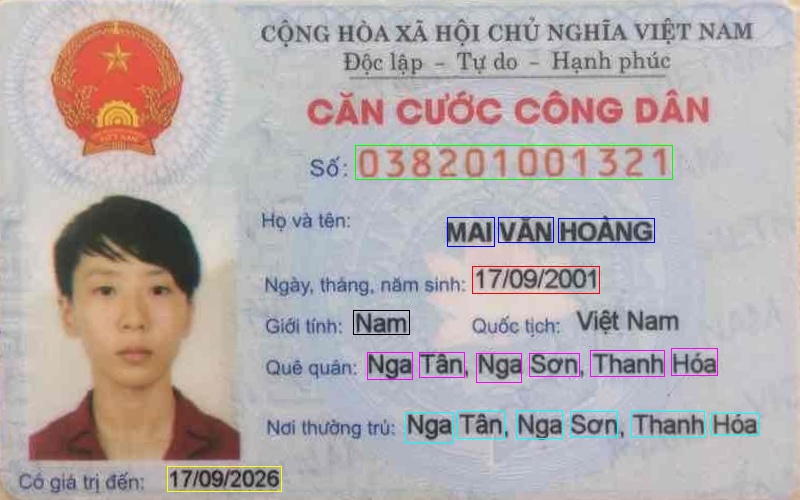 CỘNG HÒA XÃ HỘI CHỦ NGHĨA VIỆT NAM
Độc lập - Tự do - Hạnh phúc
CĂN CƯỚC CÔNG DÂN
Số: 038201001321
Họ và tên: MAI VĂN HOÀNG
Ngày, tháng, năm sinh: 17/09/2001
Giới tính: Nam Quốc tịch: Việt Nam
Quê quán: Nga Tân, Nga Sơn, Thanh Hóa
Nơi thường trú: Nga Tân, Nga Sơn, Thanh Hóa
Có giá trị đến: 17/09/2026